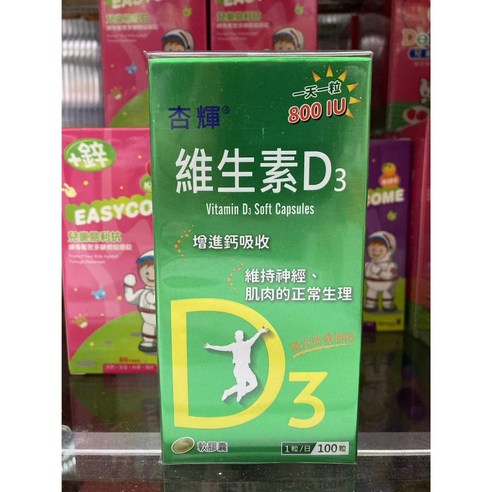 一天一粒
800 IU
杏輝®
維生素D3
Vitamin D3 Soft Capsules
增進鈣吸收
維持神經、
肌肉的正常生理
D3
軟膠囊
1粒/日 100粒
+鋅
EASYCO